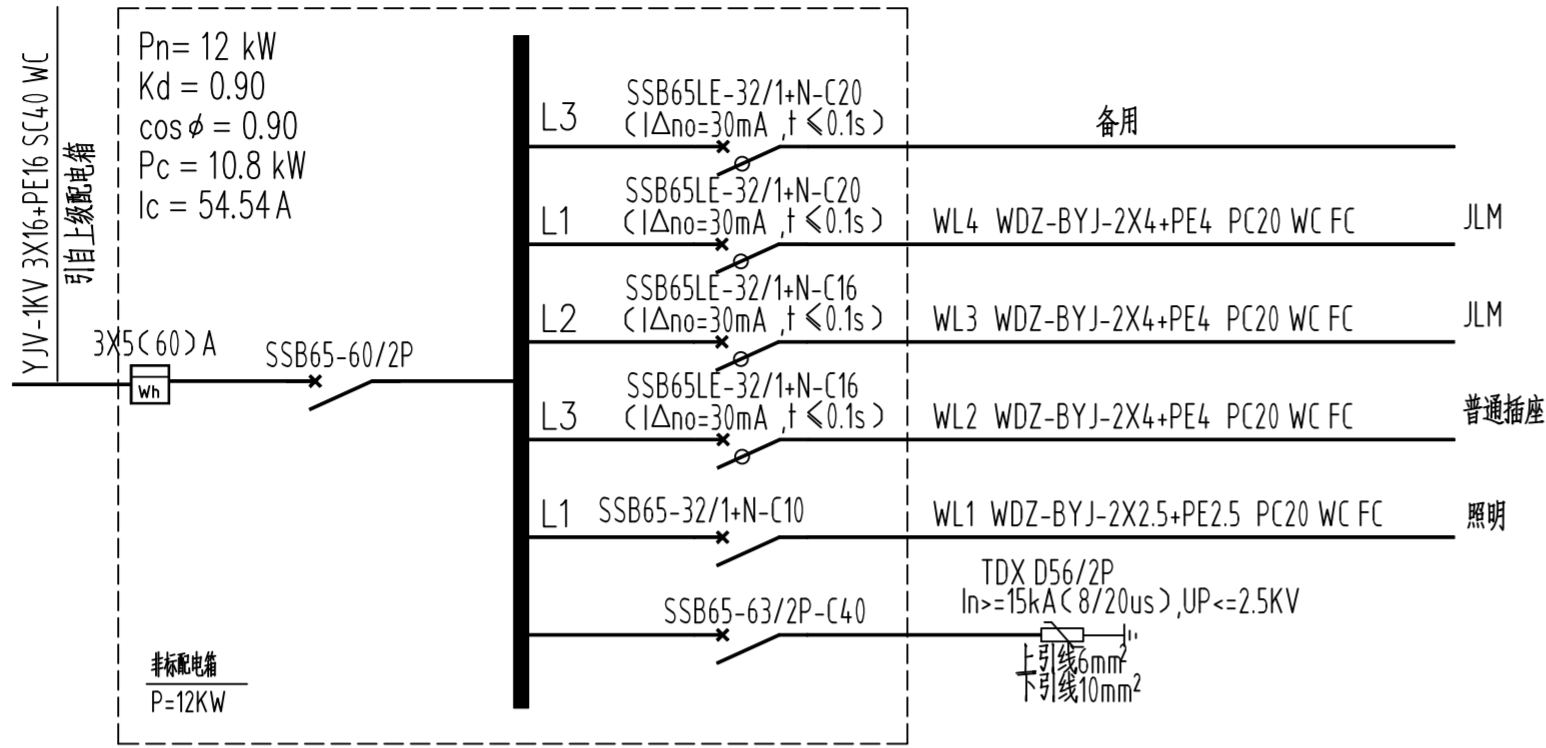 YJV-1KV 3X16+PE16 SC40 WC
引自上级配电箱
Pn= 12 kW
Kd = 0.90
cosϕ = 0.90
Pc = 10.8 kW
Ic = 54.54A
3X5(60)A
Wh
SSB65-60/2P
L3
SSB65LE-32/1+N-C20
(I△no=30mA ,t ≤0.1s)
备用
L1
SSB65LE-32/1+N-C20
(I△no=30mA ,t ≤0.1s)
WL4 WDZ-BYJ-2X4+PE4 PC20 WC FC
JLM
L2
SSB65LE-32/1+N-C16
(I△no=30mA ,t ≤0.1s)
WL3 WDZ-BYJ-2X4+PE4 PC20 WC FC
JLM
L3
SSB65LE-32/1+N-C16
(I△no=30mA ,t ≤0.1s)
WL2 WDZ-BYJ-2X4+PE4 PC20 WC FC
普通插座
L1
SSB65-32/1+N-C10
WL1 WDZ-BYJ-2X2.5+PE2.5 PC20 WC FC
照明
SSB65-63/2P-C40
TDX D56/2P
In>=15kA(8/20us),UP<=2.5KV
上引线6mm²
下引线10mm²
非标配电箱
P=12KW